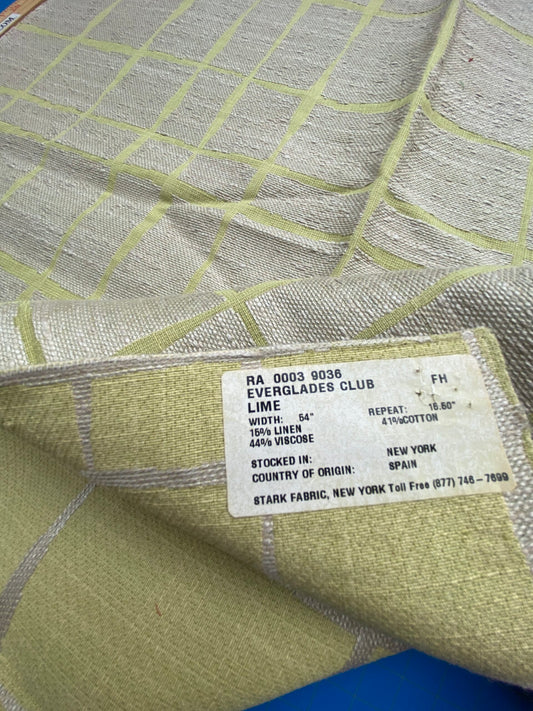 RA 0003 9036 FH
EVERGLADES CLUB
LIME
WIDTH: 54" REPEAT: 16.50"
15% LINEN 41%COTTON
44% VISCOSE
STOCKED IN: NEW YORK
COUNTRY OF ORIGIN: SPAIN
STARK FABRIC, NEW YORK Toll Free (877) 746-7699